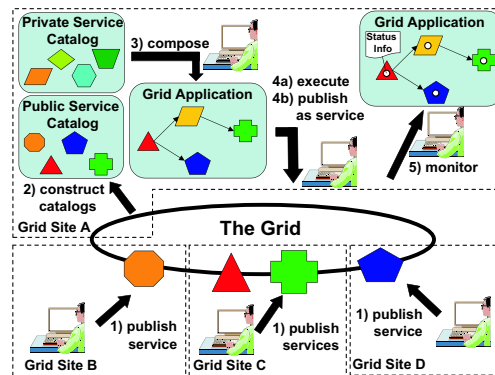 Private Service
Catalog
3) compose
Grid Application
Status
Info
Grid Application
4a) execute
4b) publish
as service
Public Service
Catalog
5) monitor
2) construct
catalogs
Grid Site A
The Grid
1) publish
service
Grid Site B
1) publish
services
Grid Site C
1) publish
service
Grid Site D